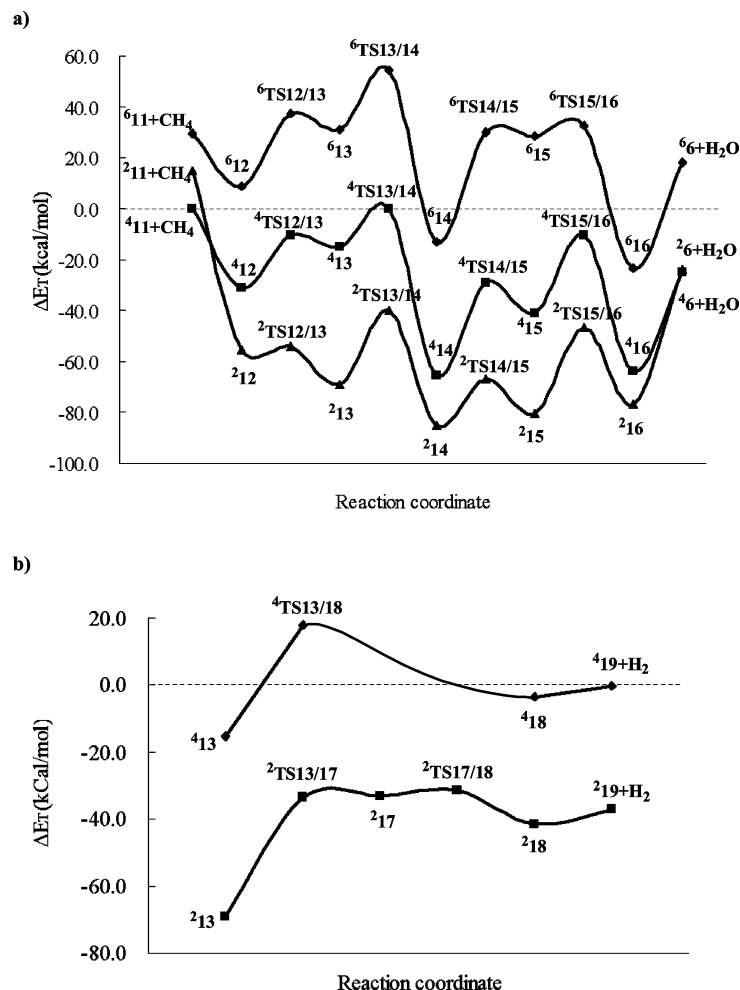 a)
60.0
40.0
20.0
0.0
-20.0
-40.0
-60.0
-80.0
-100.0
ΔET(kcal/mol)
⁶11+CH₄
²11+CH₄
⁴11+CH₄
⁶12
⁶TS12/13
⁶13
⁶TS13/14
⁶14
⁶TS14/15
⁶15
⁶TS15/16
⁶16
⁶6+H₂O
⁴12
⁴TS12/13
⁴13
⁴TS13/14
⁴14
⁴TS14/15
⁴15
⁴TS15/16
⁴16
²6+H₂O
⁴6+H₂O
²12
²TS12/13
²13
²TS13/14
²14
²TS14/15
²15
²TS15/16
²16
Reaction coordinate
b)
20.0
0.0
-20.0
-40.0
-60.0
-80.0
ΔET(kCal/mol)
⁴13
⁴TS13/18
⁴18
⁴19+H₂
²13
²TS13/17
²17
²TS17/18
²18
²19+H₂
Reaction coordinate